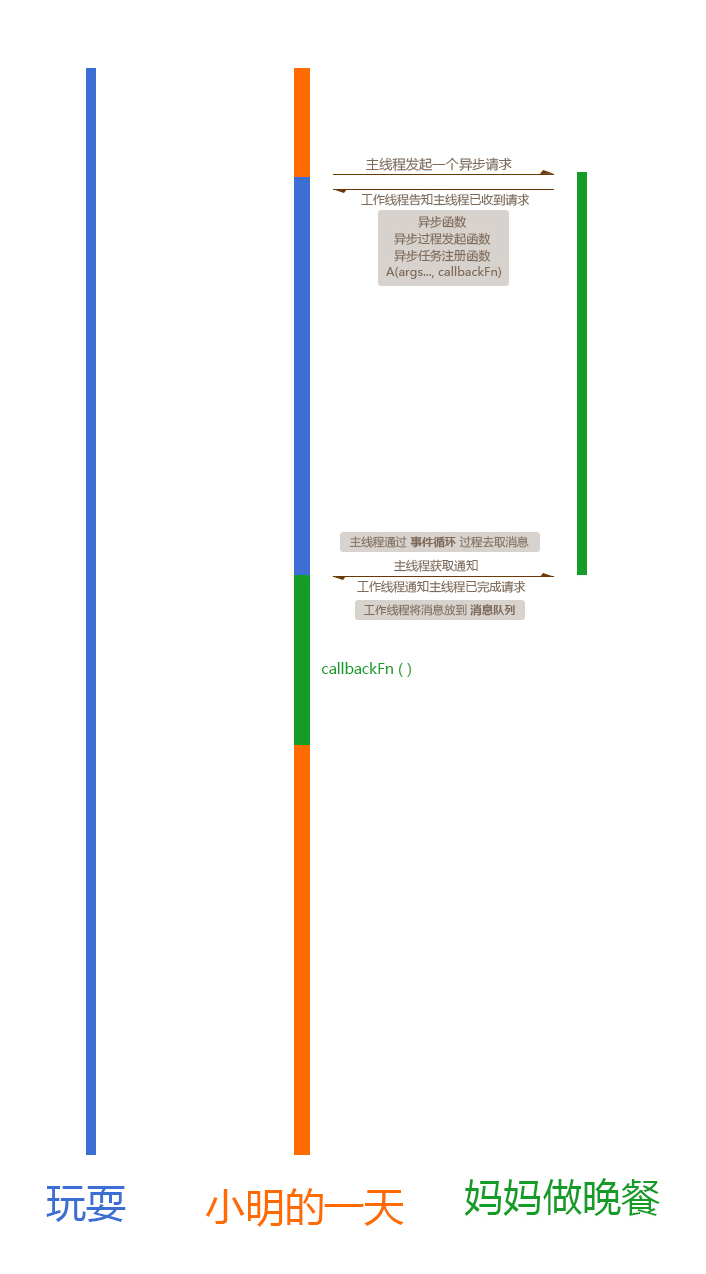 主线程发起一个异步请求
工作线程告知主线程已收到请求
异步函数
异步过程发起函数
异步任务注册函数
A(args..., callbackFn)
主线程通过 事件循环 过程去取消息
主线程获取通知
工作线程通知主线程已完成请求
工作线程将消息放到 消息队列
callbackFn ( )
玩耍
小明的一天
妈妈做晚餐